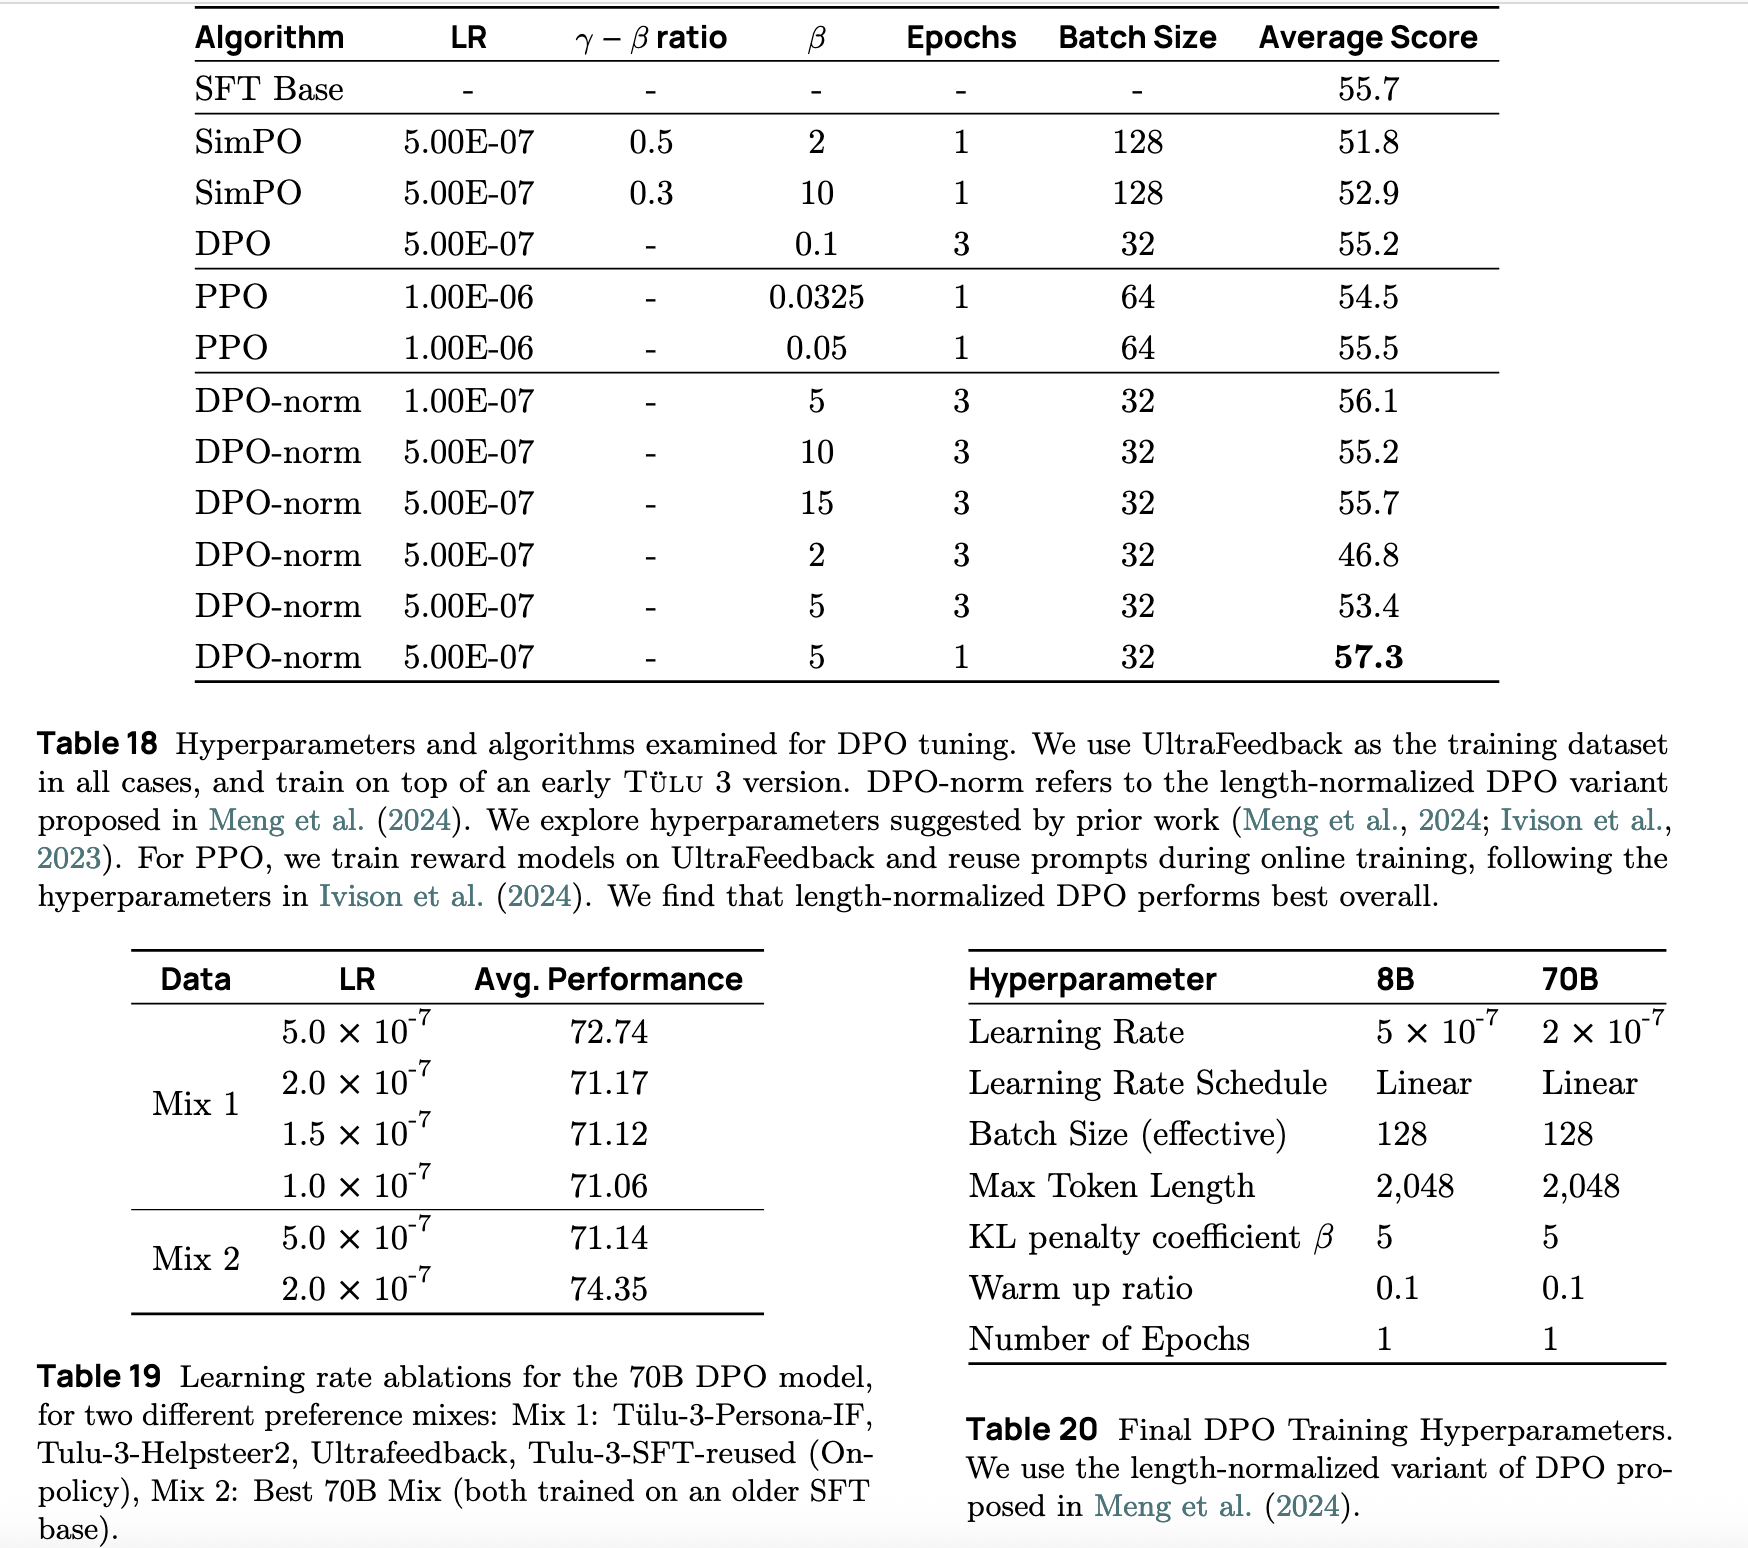 Algorithm LR γ − β ratio β Epochs Batch Size Average Score
SFT Base - - - - - 55.7
SimPO 5.00E-07 0.5 2 1 128 51.8
SimPO 5.00E-07 0.3 10 1 128 52.9
DPO 5.00E-07 - 0.1 3 32 55.2
PPO 1.00E-06 - 0.0325 1 64 54.5
PPO 1.00E-06 - 0.05 1 64 55.5
DPO-norm 1.00E-07 - 5 3 32 56.1
DPO-norm 5.00E-07 - 10 3 32 55.2
DPO-norm 5.00E-07 - 15 3 32 55.7
DPO-norm 5.00E-07 - 2 3 32 46.8
DPO-norm 5.00E-07 - 5 3 32 53.4
DPO-norm 5.00E-07 - 5 1 32 57.3
Table 18 Hyperparameters and algorithms examined for DPO tuning. We use UltraFeedback as the training dataset
in all cases, and train on top of an early TÜLU 3 version. DPO-norm refers to the length-normalized DPO variant
proposed in Meng et al. (2024). We explore hyperparameters suggested by prior work (Meng et al., 2024; Ivison et al.,
2023). For PPO, we train reward models on UltraFeedback and reuse prompts during online training, following the
hyperparameters in Ivison et al. (2024). We find that length-normalized DPO performs best overall.
Data LR Avg. Performance
Mix 1
5.0 × 10⁻⁷ 72.74
2.0 × 10⁻⁷ 71.17
1.5 × 10⁻⁷ 71.12
1.0 × 10⁻⁷ 71.06
Mix 2
5.0 × 10⁻⁷ 71.14
2.0 × 10⁻⁷ 74.35
Table 19 Learning rate ablations for the 70B DPO model,
for two different preference mixes: Mix 1: Tülu-3-Persona-IF,
Tulu-3-Helpsteer2, Ultrafeedback, Tulu-3-SFT-reused (On-
policy), Mix 2: Best 70B Mix (both trained on an older SFT
base).
Hyperparameter 8B 70B
Learning Rate 5 × 10⁻⁷ 2 × 10⁻⁷
Learning Rate Schedule Linear Linear
Batch Size (effective) 128 128
Max Token Length 2,048 2,048
KL penalty coefficient β 5 5
Warm up ratio 0.1 0.1
Number of Epochs 1 1
Table 20 Final DPO Training Hyperparameters.
We use the length-normalized variant of DPO pro-
posed in Meng et al. (2024).